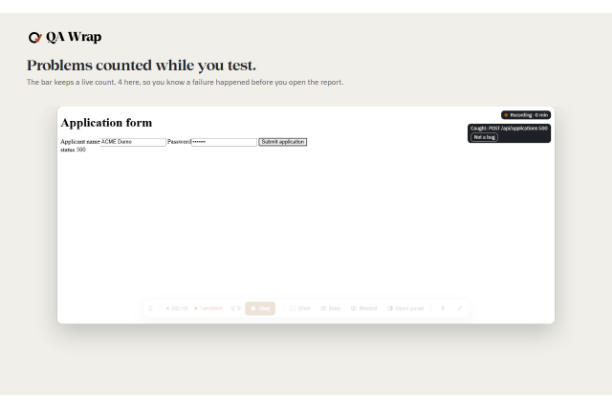 QA Wrap
Problems counted while you test.
The bar keeps a live count, 4 here, so you know a failure happened before you open the report.
Recording · 0 min
Application form
Caught: POST /api/applications 500
Not a bug
Applicant name ACME Demo Password ••••••• Submit application
status 500
Open panel